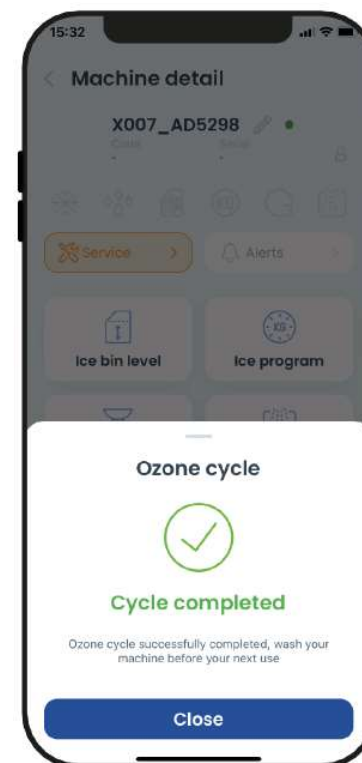 15:32
Machine detail
X007_AD5298
- -
Service
Alerts
KG
Ice bin level
Ice program
Ozone cycle
Cycle completed
Ozone cycle successfully completed, wash your
machine before your next use
Close